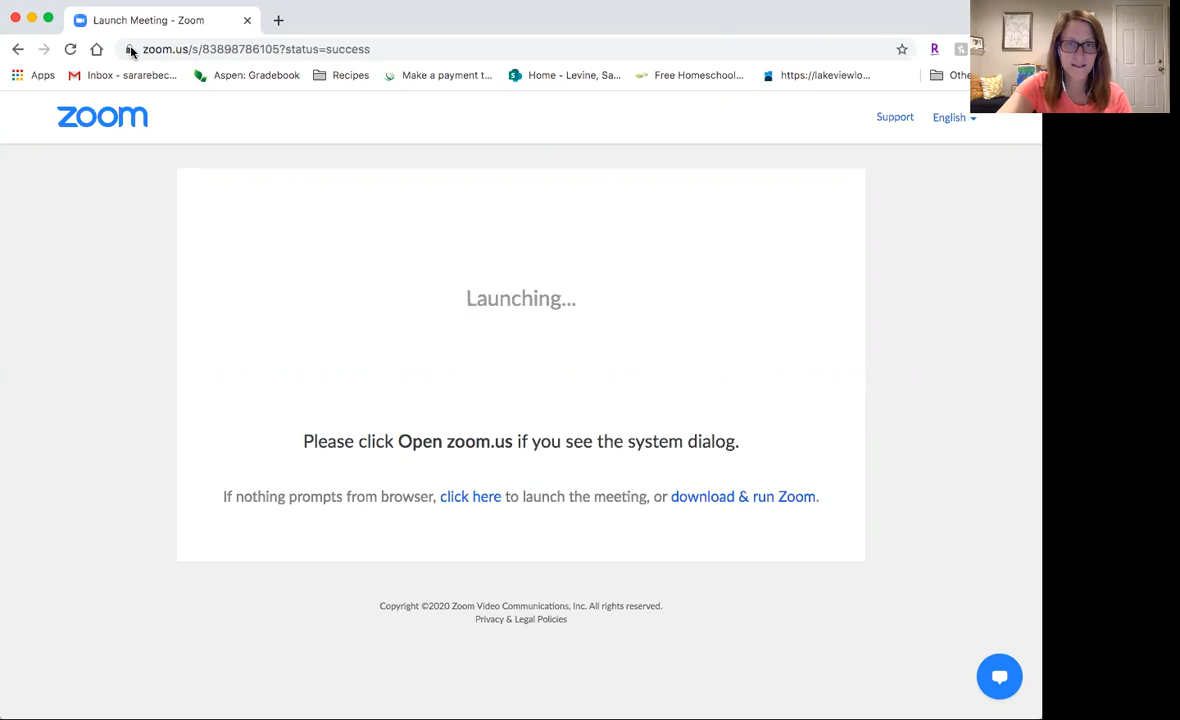 Launch Meeting - Zoom
zoom.us/s/83898786105?status=success
R
Apps
Inbox - sararebec...
Aspen: Gradebook
Recipes
Make a payment t...
Home - Levine, Sa...
Free Homeschool...
https://lakeviewlo...
Othe
zoom
Support
English
Launching...
Please click Open zoom.us if you see the system dialog.
If nothing prompts from browser, click here to launch the meeting, or download & run Zoom.
Copyright ©2020 Zoom Video Communications, Inc. All rights reserved.
Privacy & Legal Policies